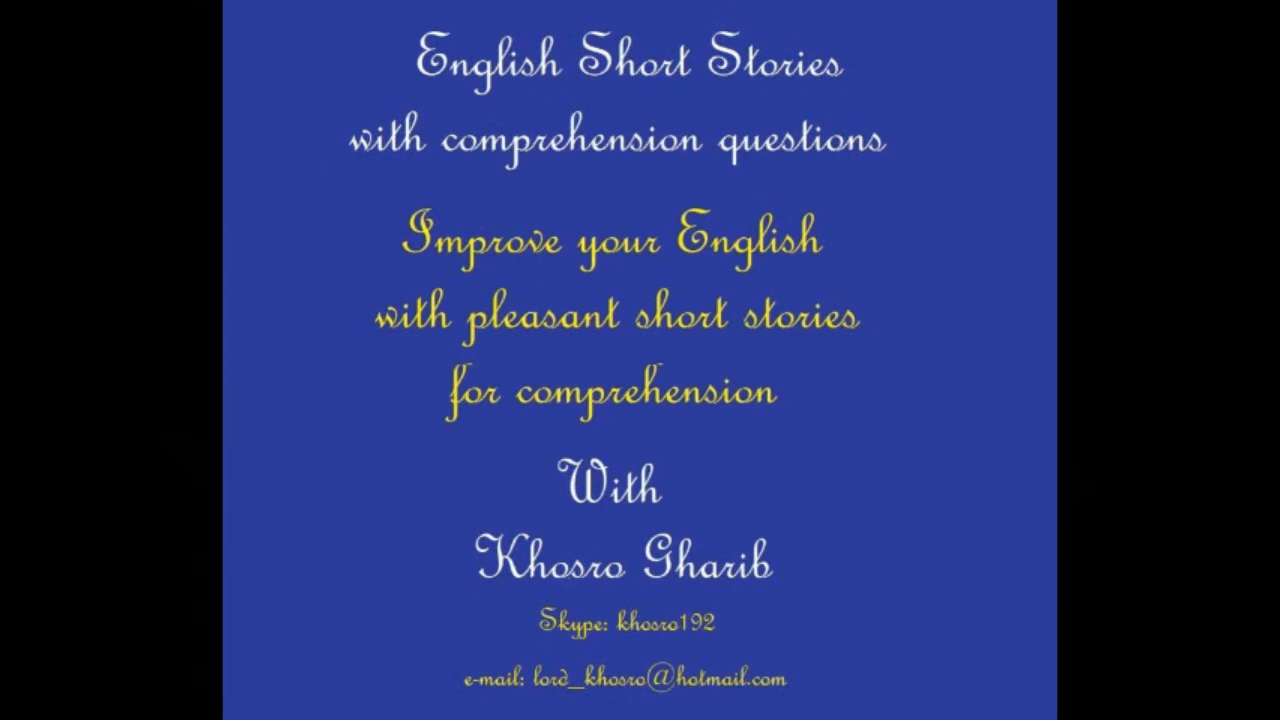 English Short Stories
with comprehension questions
Improve your English
with pleasant short stories
for comprehension
With
Khosro Gharib
Skype: khosro192
e-mail: lord_khosro@hotmail.com